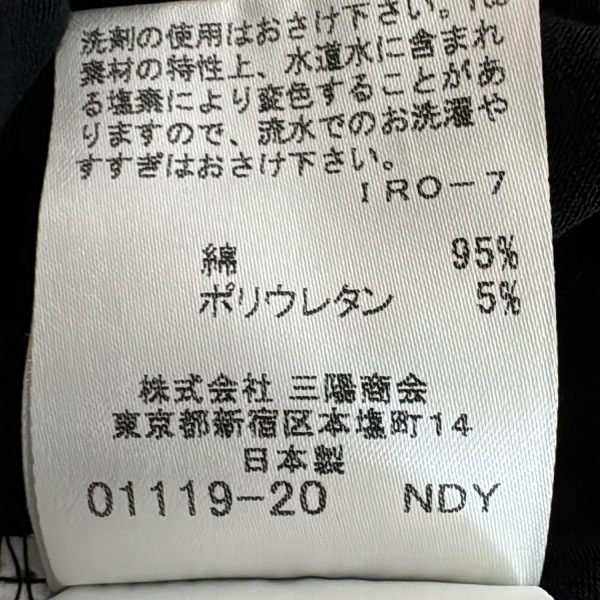 洗剤の使用はおさけ下さい。
素材の特性上、水道水に含まれ
る塩素により変色することがあ
りますので、流水でのお洗濯や
すすぎはおさけ下さい。
IRO-7
綿 95%
ポリウレタン 5%
株式会社 三陽商会
東京都新宿区本塩町14
日本製
01119-20 NDY